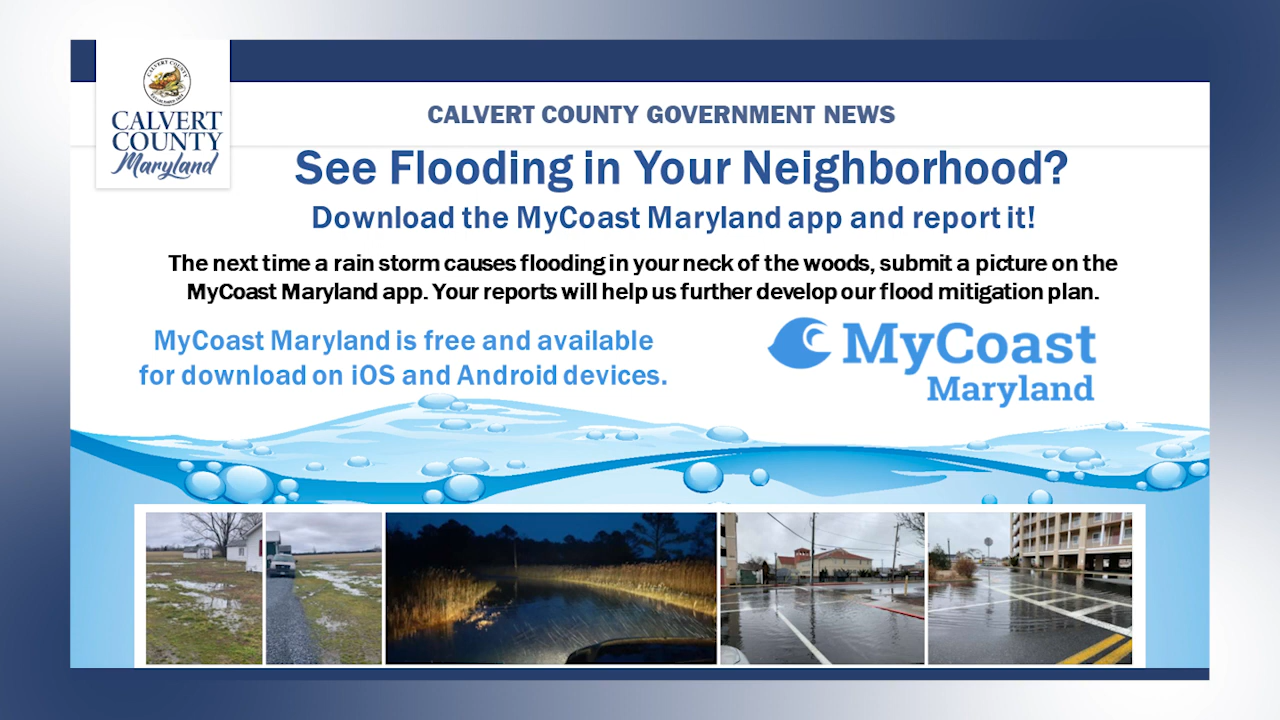 CALVERT COUNTY
CALVERT
COUNTY
Maryland
CALVERT COUNTY GOVERNMENT NEWS
See Flooding in Your Neighborhood?
Download the MyCoast Maryland app and report it!
The next time a rain storm causes flooding in your neck of the woods, submit a picture on the
MyCoast Maryland app. Your reports will help us further develop our flood mitigation plan.
MyCoast Maryland is free and available
for download on iOS and Android devices.
MyCoast
Maryland